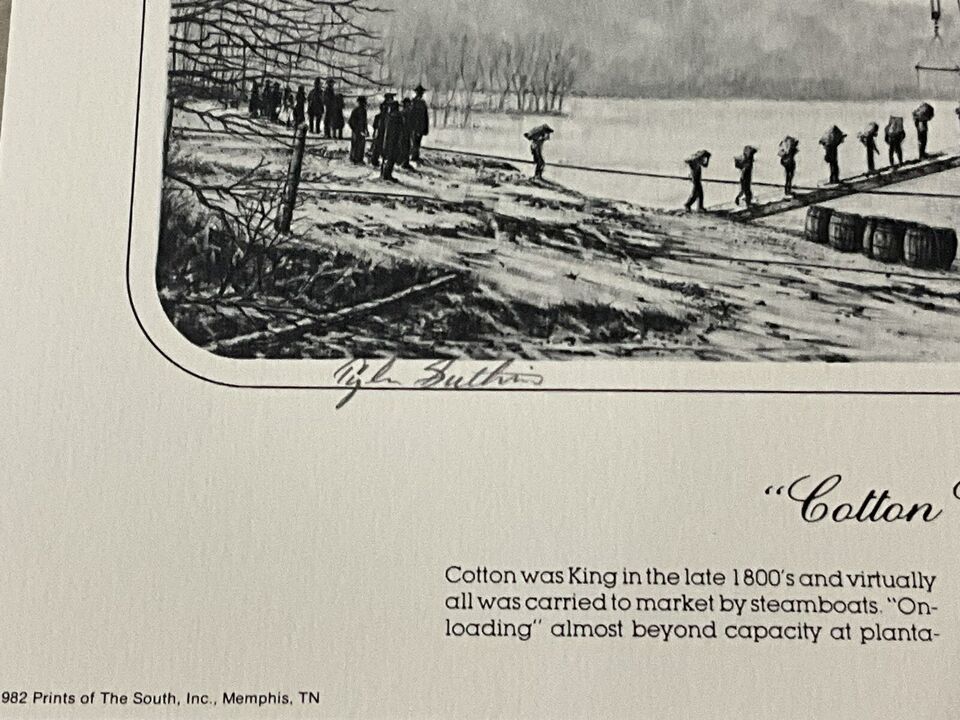 “Cotton
Cotton was King in the late 1800's and virtually
all was carried to market by steamboats. "On-
loading" almost beyond capacity at planta-
982 Prints of The South, Inc., Memphis, TN